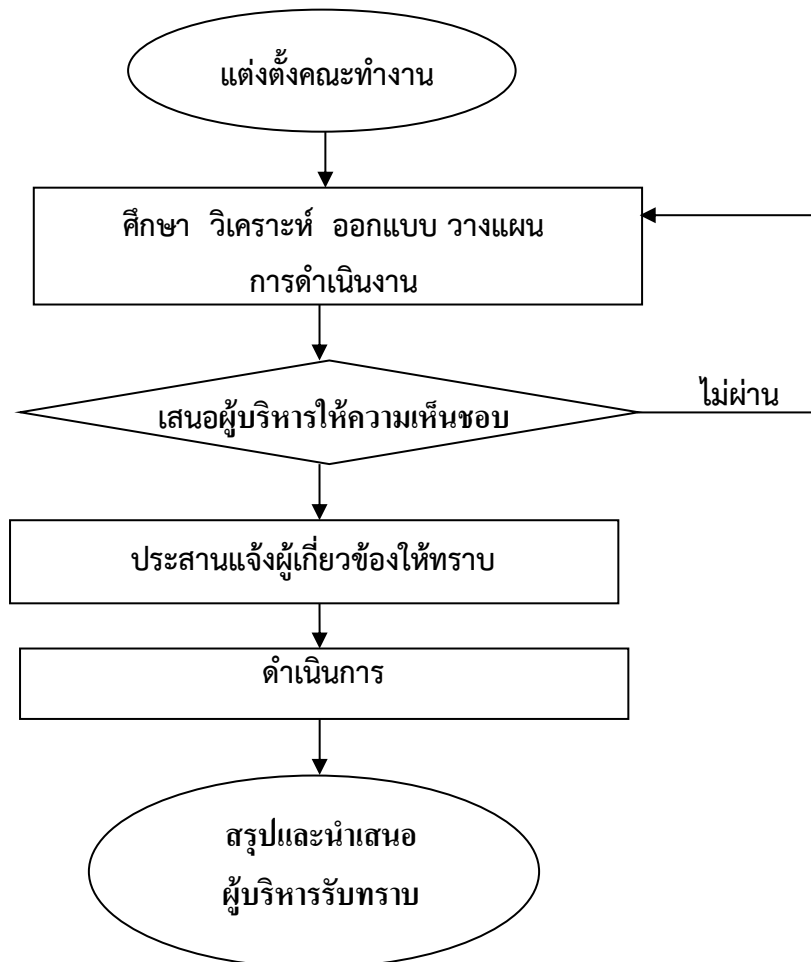 แต่งตั้งคณะทำงาน
ศึกษา วิเคราะห์ ออกแบบ วางแผน
การดำเนินงาน
ไม่ผ่าน
เสนอผู้บริหารให้ความเห็นชอบ
ประสานแจ้งผู้เกี่ยวข้องให้ทราบ
ดำเนินการ
สรุปและนำเสนอ
ผู้บริหารรับทราบ